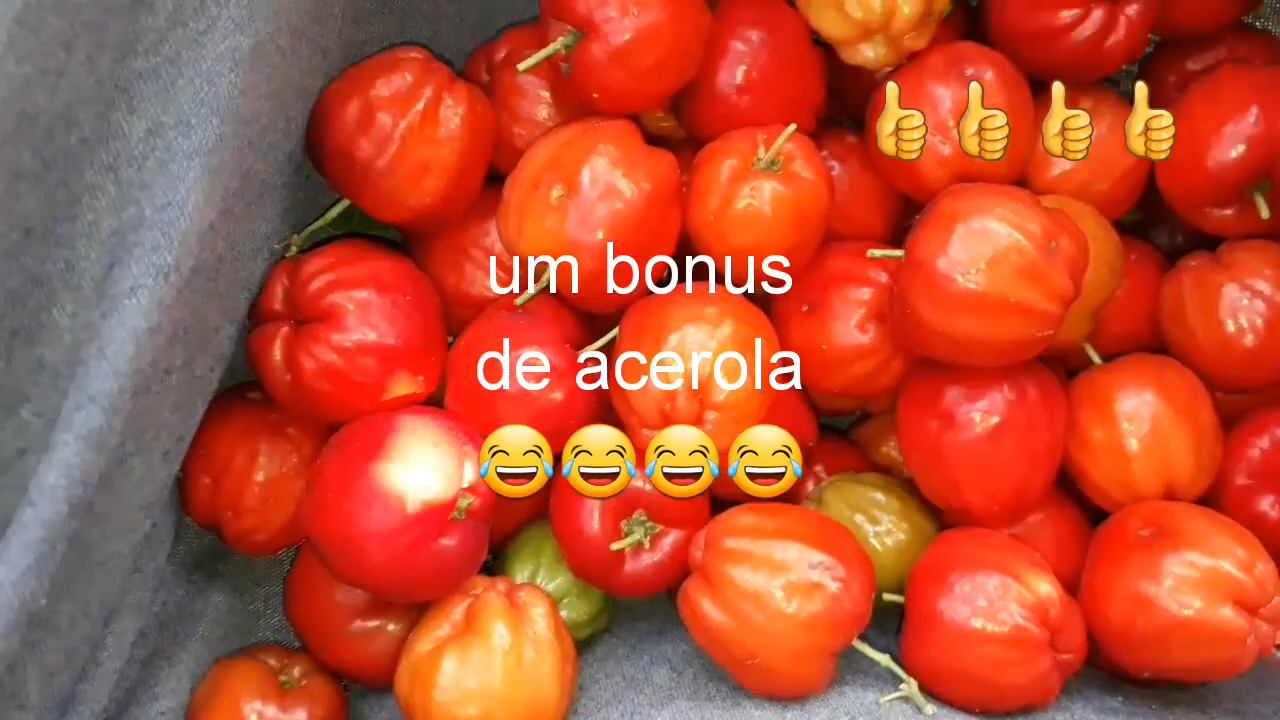 👍👍👍👍
um bonus
de acerola
😂😂😂😂